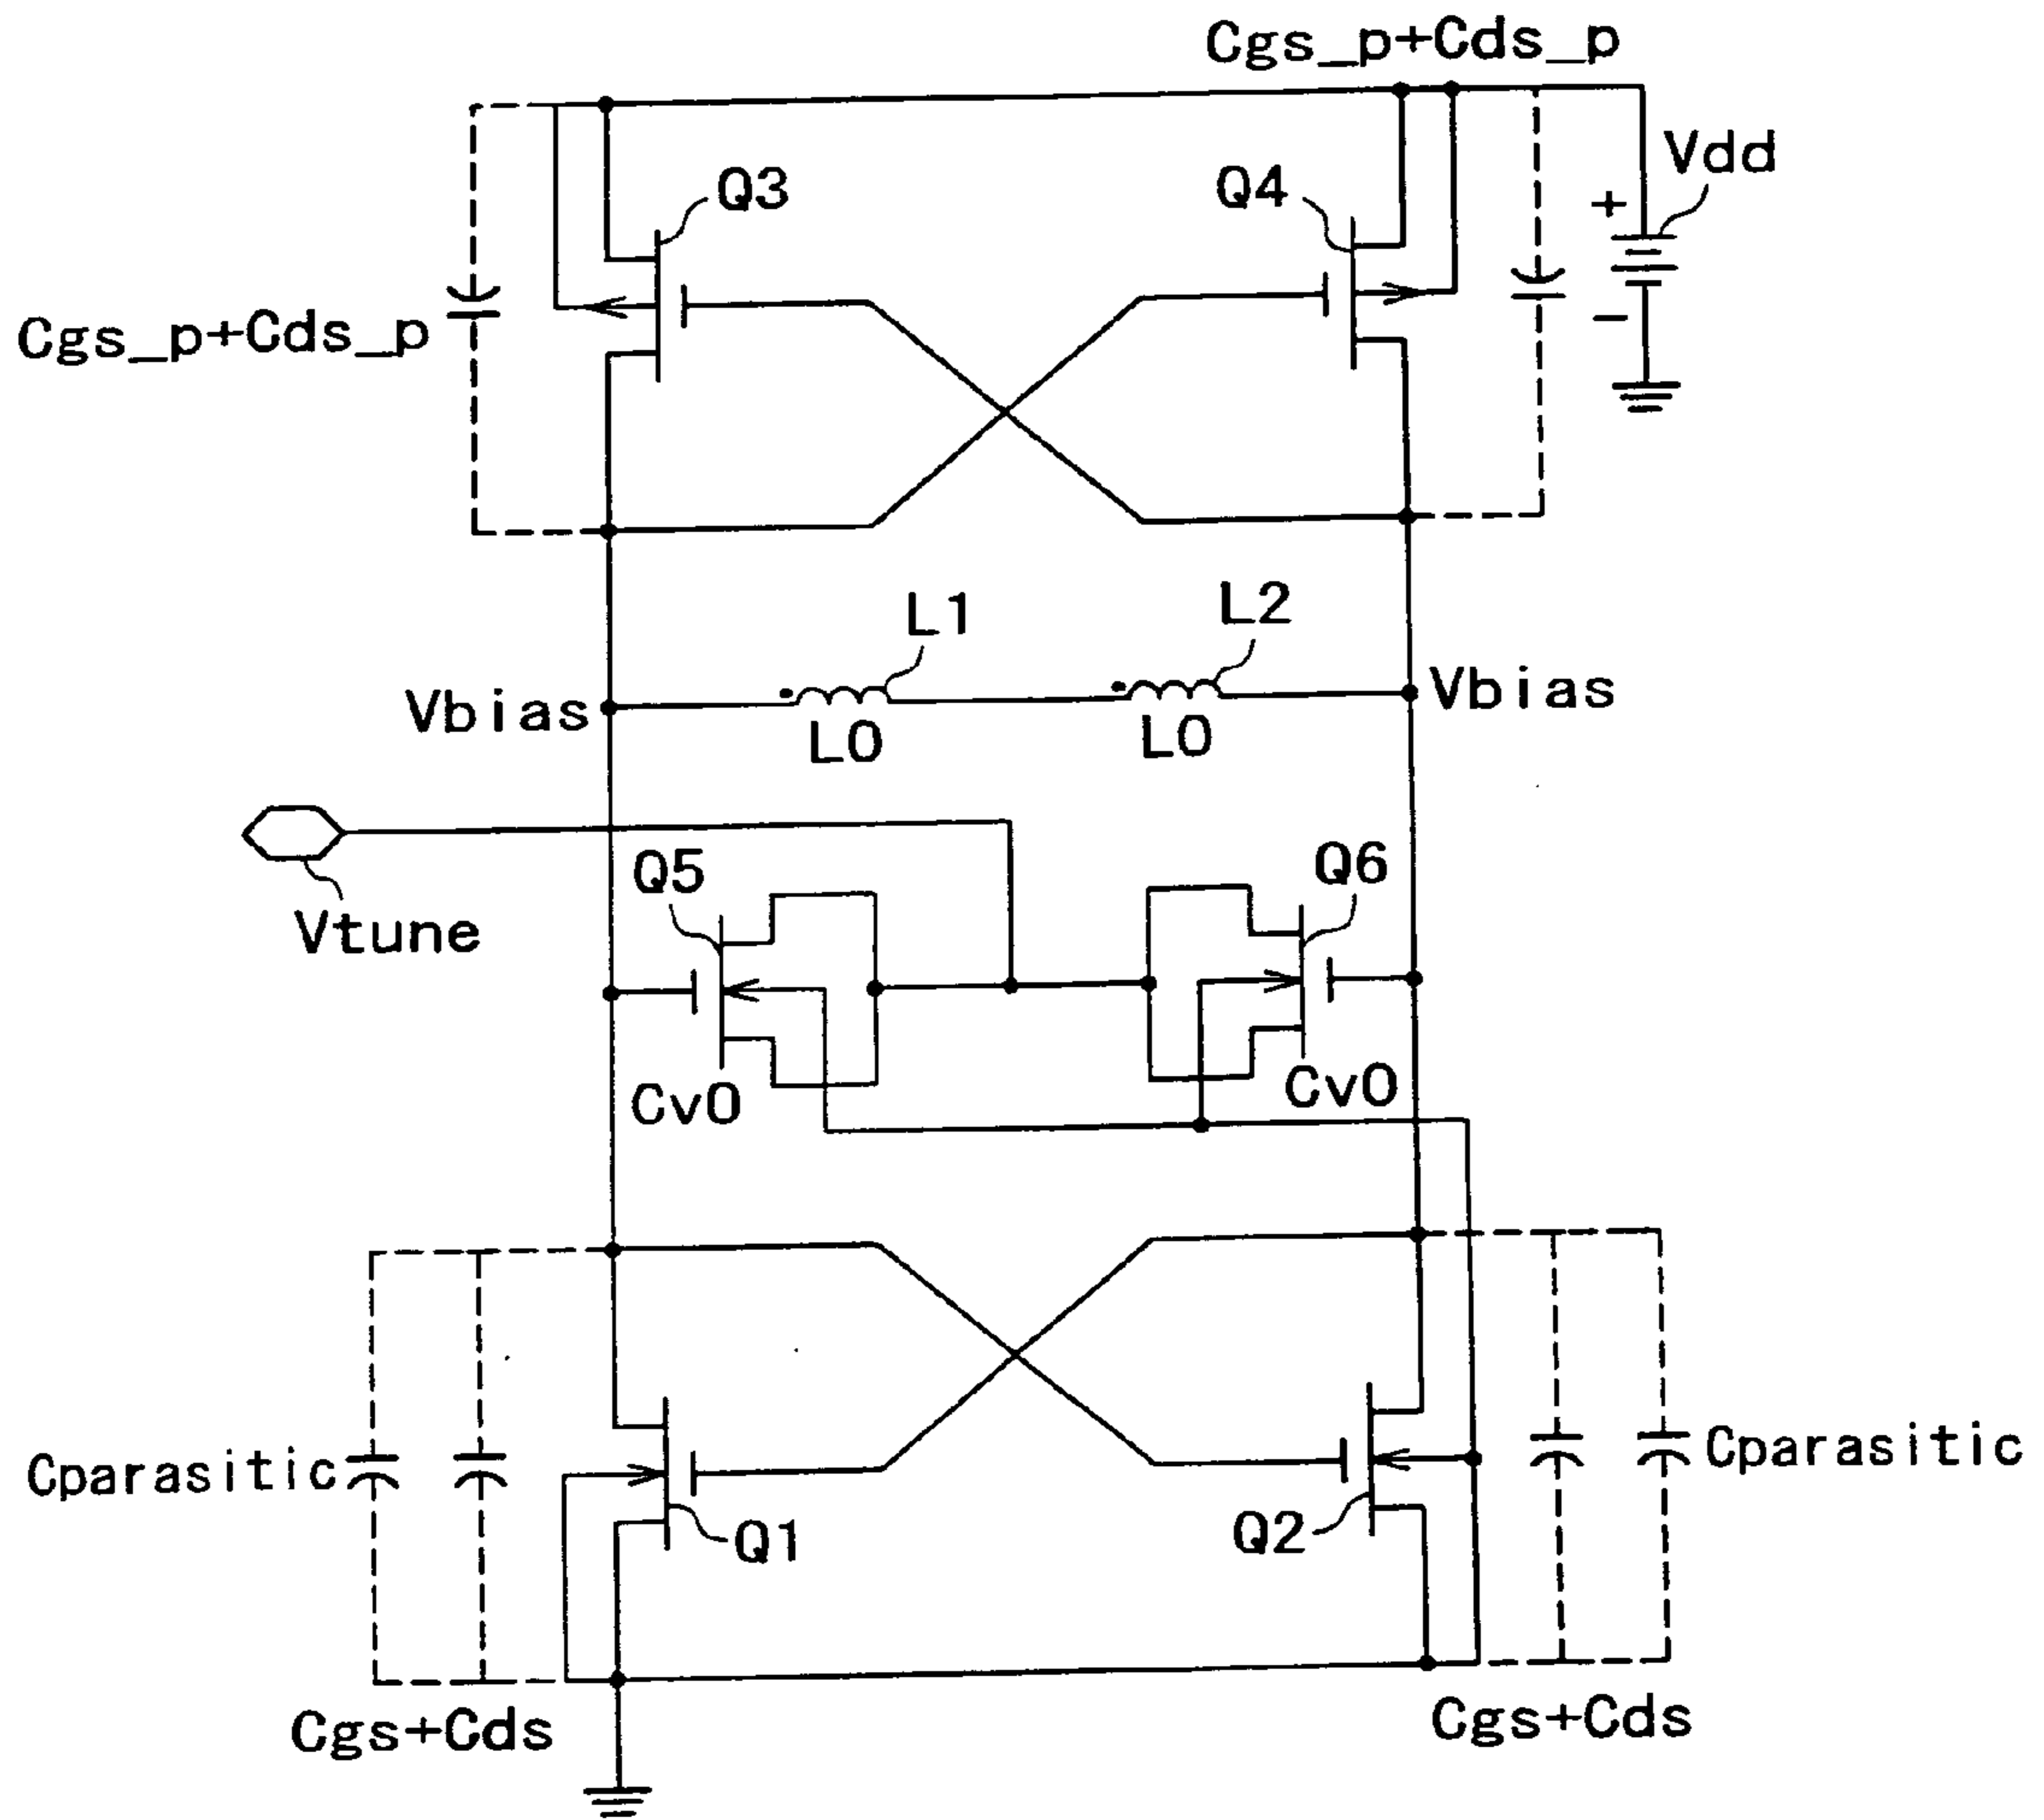 Cgs_p+Cds_p
Vdd
Q3
Q4
+
Cgs_p+Cds_p
−
L1
L2
Vbias
Vbias
L0
L0
Q5
Q6
Vtune
Cv0
Cv0
Cparasitic
Cparasitic
Q1
Q2
Cgs+Cds
Cgs+Cds